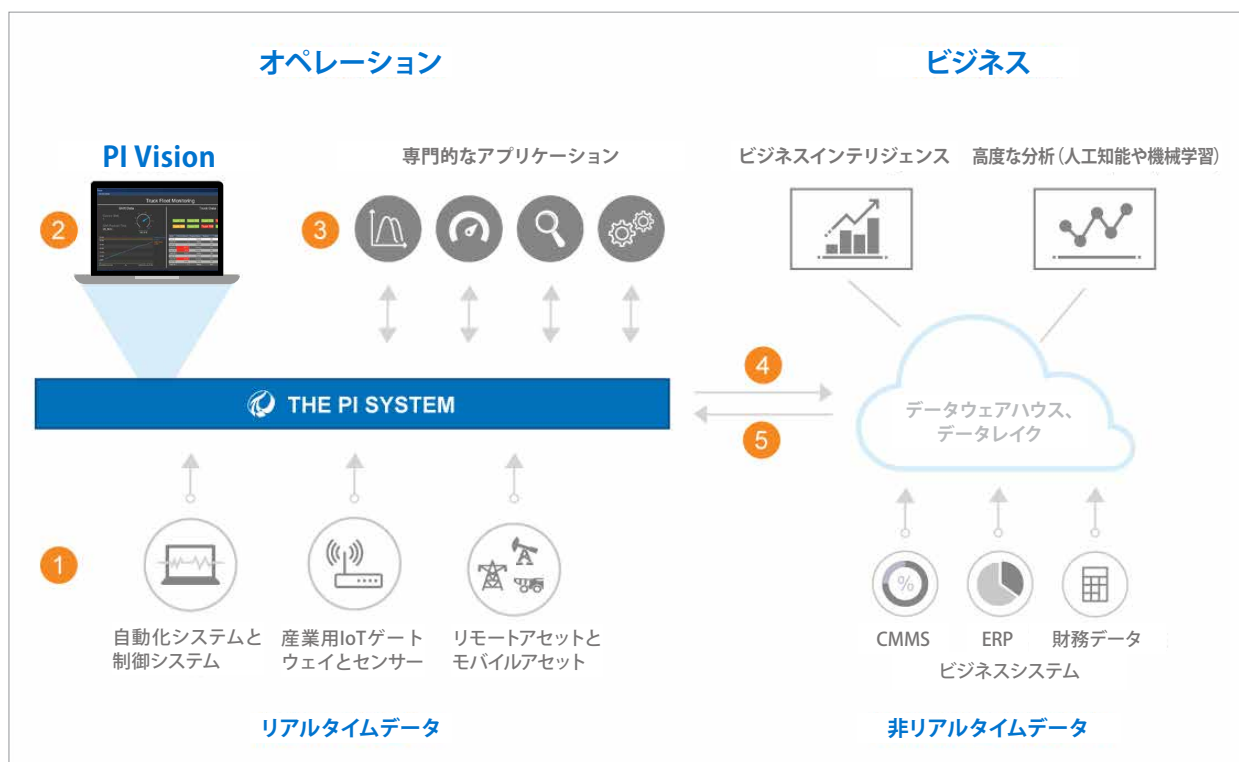 オペレーション
ビジネス
PI Vision
専門的なアプリケーション
ビジネスインテリジェンス
高度な分析(人工知能や機械学習)
Truck Fleet Monitoring
2
3
4
THE PI SYSTEM
データウェアハウス、
データレイク
5
1
%
自動化システムと
制御システム
産業用IoTゲート
ウェイとセンサー
リモートアセットと
モバイルアセット
CMMS
ERP
財務データ
ビジネスシステム
リアルタイムデータ
非リアルタイムデータ